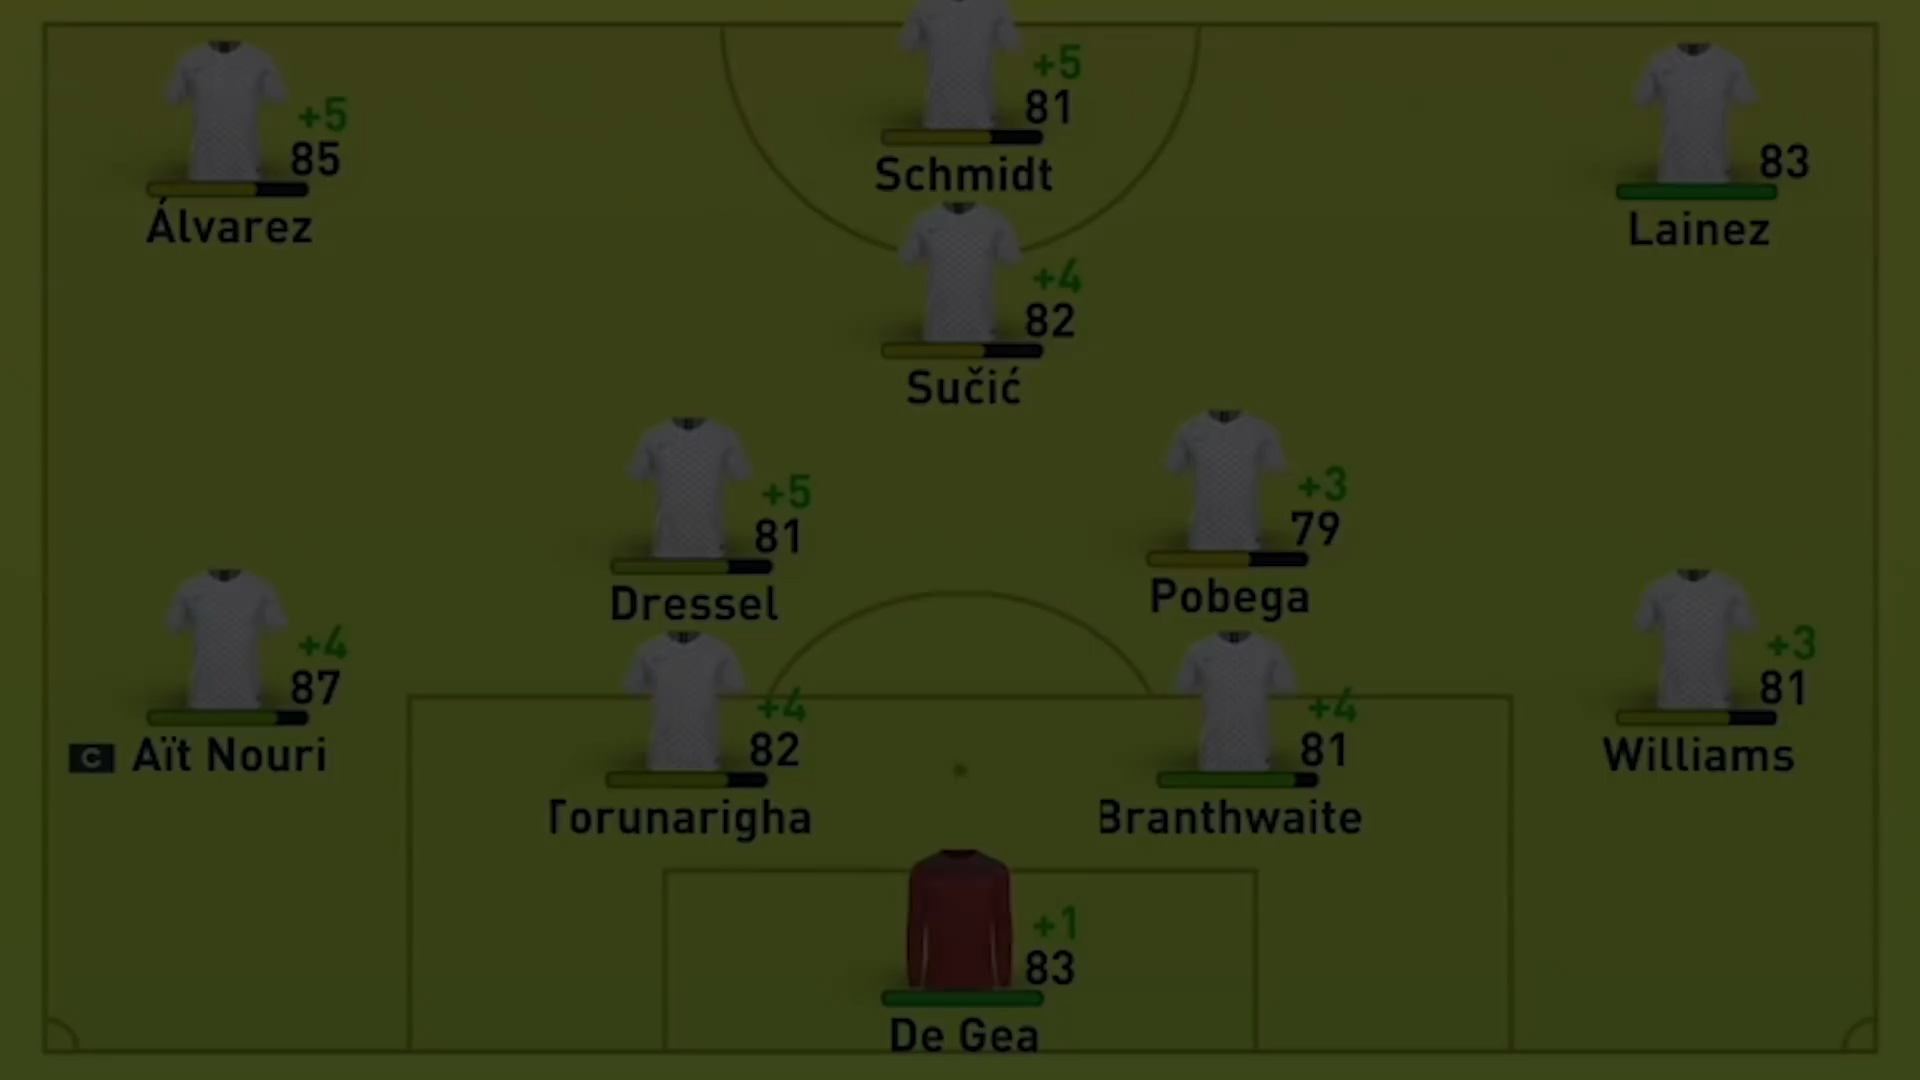 +5
81
Schmidt
+5
85
Álvarez
83
Lainez
+4
82
Sučić
+5
81
Dressel
+3
79
Pobega
+4
87
C Aït Nouri
+4
82
Torunarigha
+4
81
Branthwaite
+3
81
Williams
+1
83
De Gea